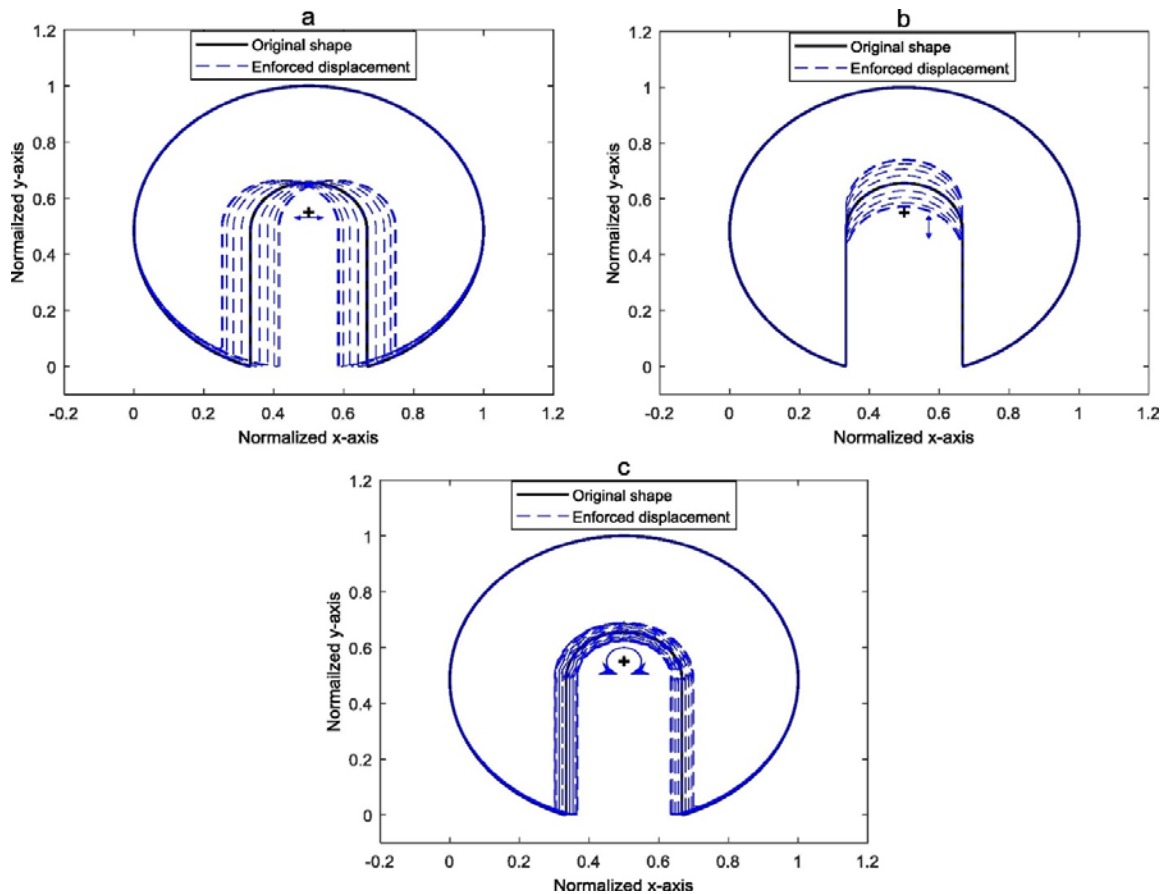 a
1.2
Original shape
Enforced displacement
1
0.8
0.6
0.4
0.2
0
Normalized y-axis
-0.2 0 0.2 0.4 0.6 0.8 1 1.2
Normalized x-axis
b
1.2
Original shape
Enforced displacement
1
0.8
0.6
0.4
0.2
0
Normailzed y-axis
-0.2 0 0.2 0.4 0.6 0.8 1 1.2
Normalized x-axis
c
1.2
Original shape
Enforced displacement
1
0.8
0.6
0.4
0.2
0
Normailzed y-axis
-0.2 0 0.2 0.4 0.6 0.8 1 1.2
Normalized x-axis